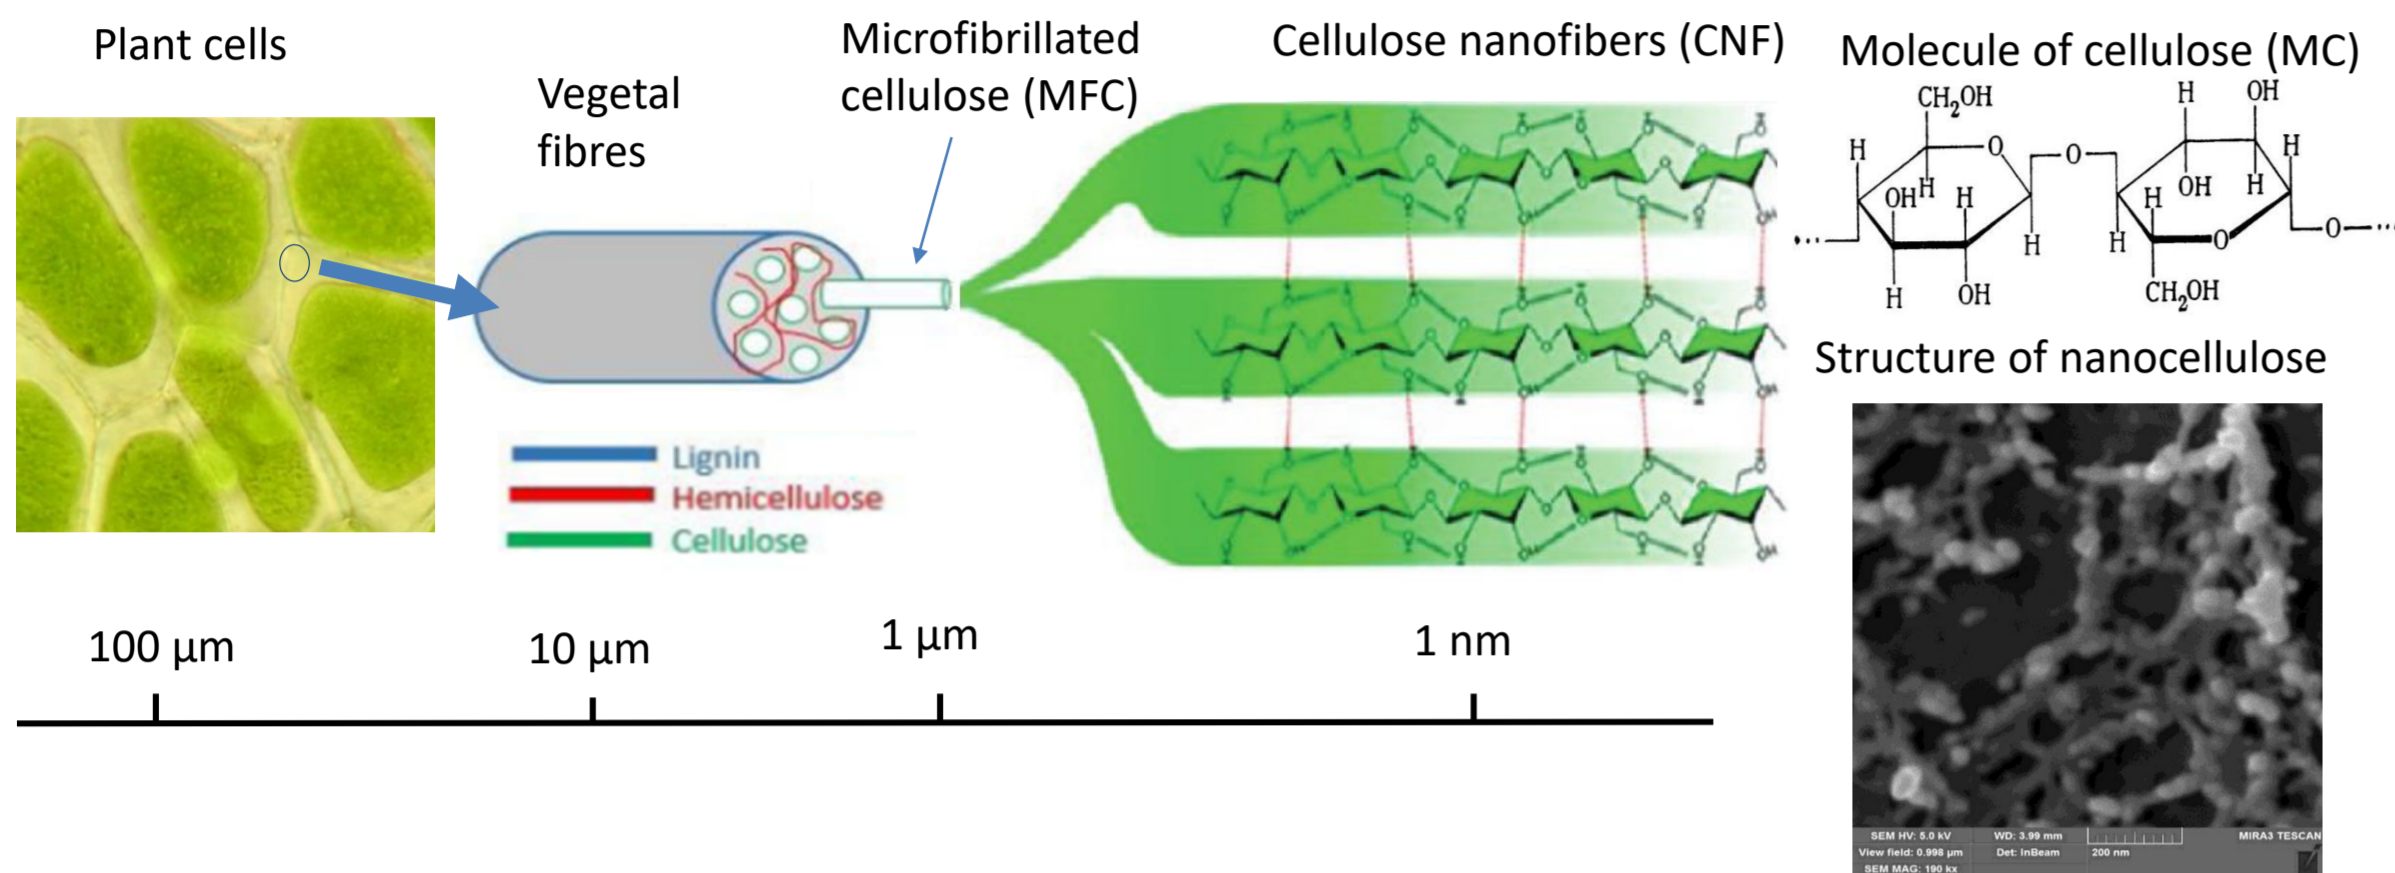 Plant cells
Vegetal
fibres
Microfibrillated
cellulose (MFC)
Cellulose nanofibers (CNF)
Molecule of cellulose (MC)
CH₂OH
H
OH
H
O
O
H
OH
H
H
H
OH
H
H
H
H
O
O
H
OH
CH₂OH
Lignin
Hemicellulose
Cellulose
Structure of nanocellulose
100 µm
10 µm
1 µm
1 nm
SEM HV: 5.0 kV
WD: 3.99 mm
MIRA3 TESCAN
View field: 0.998 µm
Det: InBeam
200 nm
SEM MAG: 190 kx